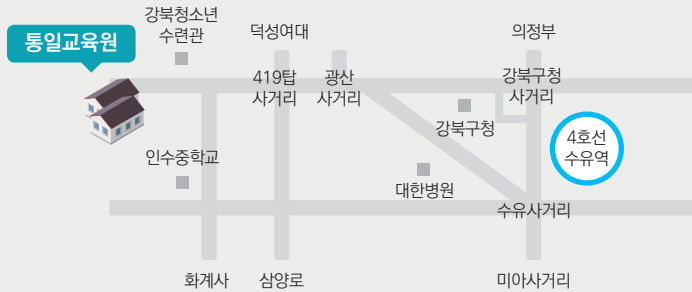 강북청소년
수련관
통일교육원
덕성여대
의정부
419탑
사거리
광산
사거리
강북구청
사거리
강북구청
4호선
수유역
인수중학교
대한병원
수유사거리
화계사
삼양로
미아사거리